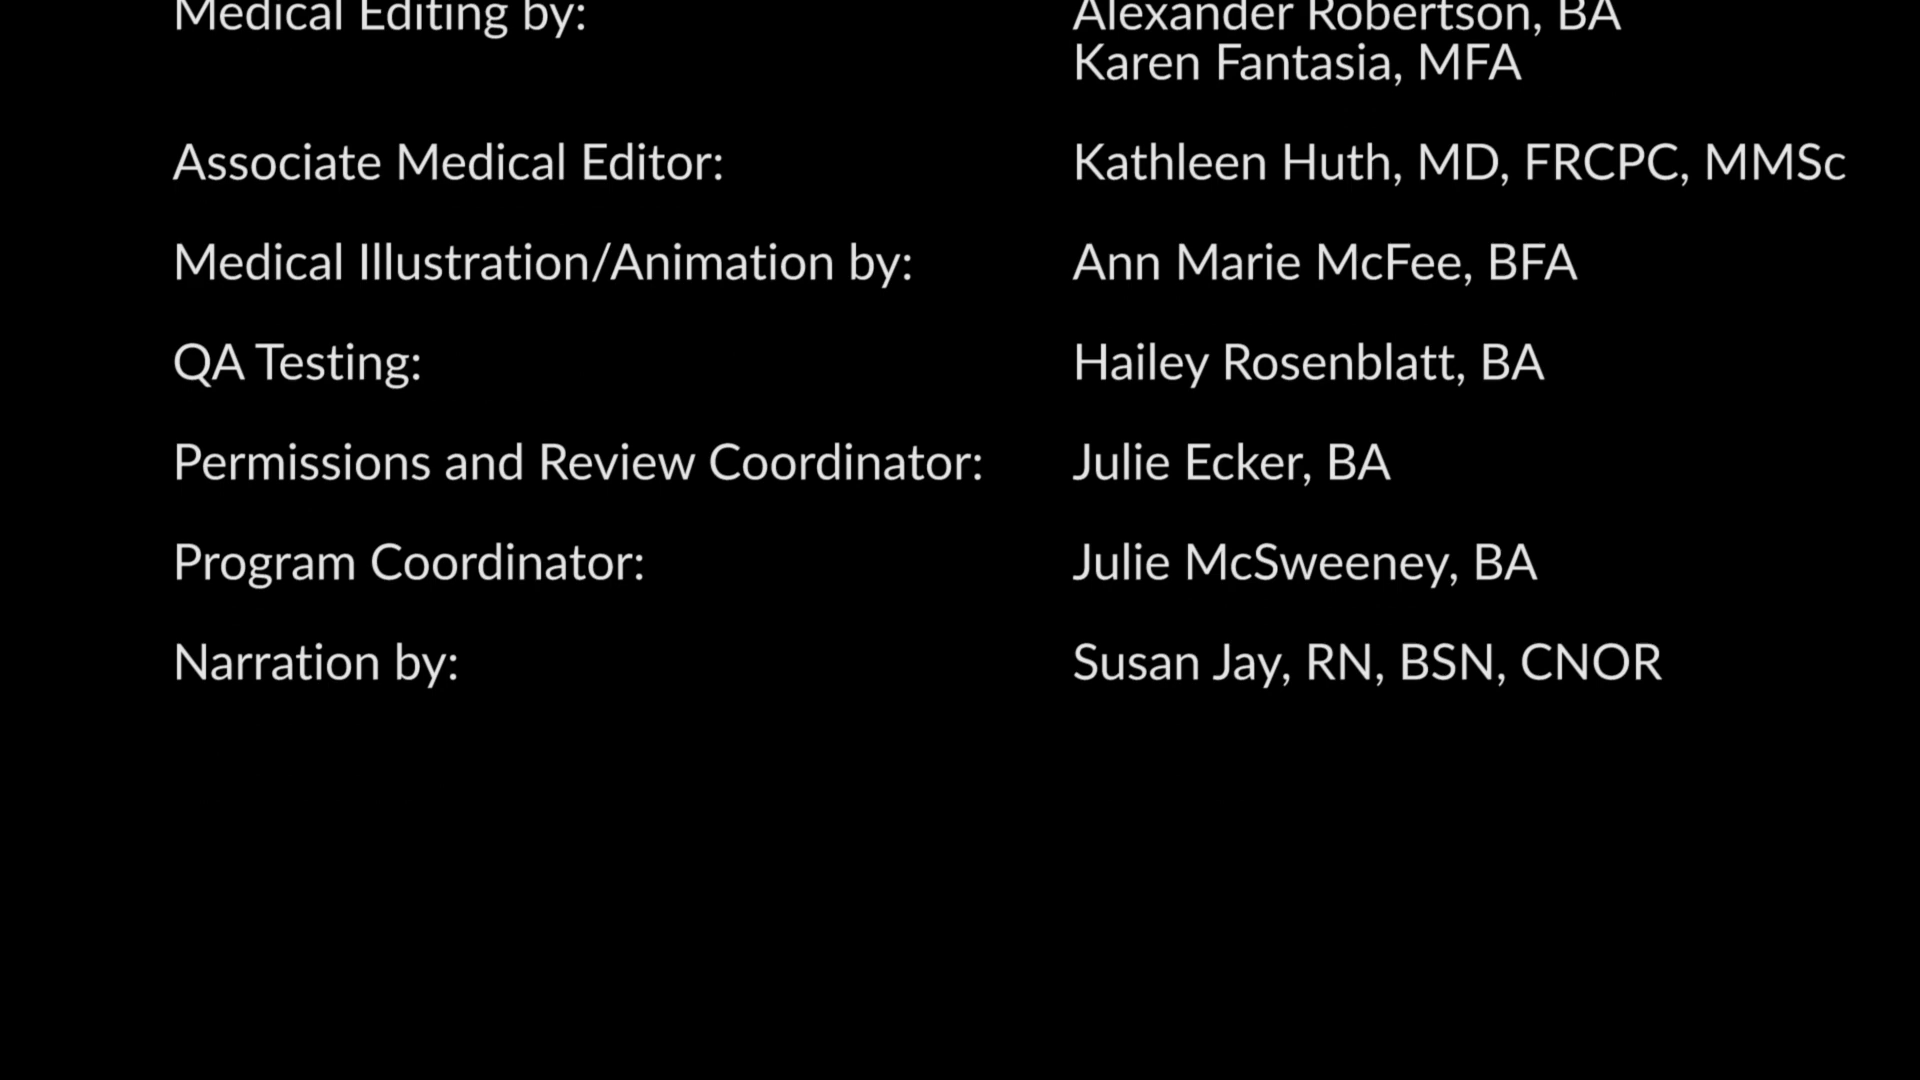 Medical Editing by: Alexander Robertson, BA
Karen Fantasia, MFA
Associate Medical Editor: Kathleen Huth, MD, FRCPC, MMSc
Medical Illustration/Animation by: Ann Marie McFee, BFA
QA Testing: Hailey Rosenblatt, BA
Permissions and Review Coordinator: Julie Ecker, BA
Program Coordinator: Julie McSweeney, BA
Narration by: Susan Jay, RN, BSN, CNOR